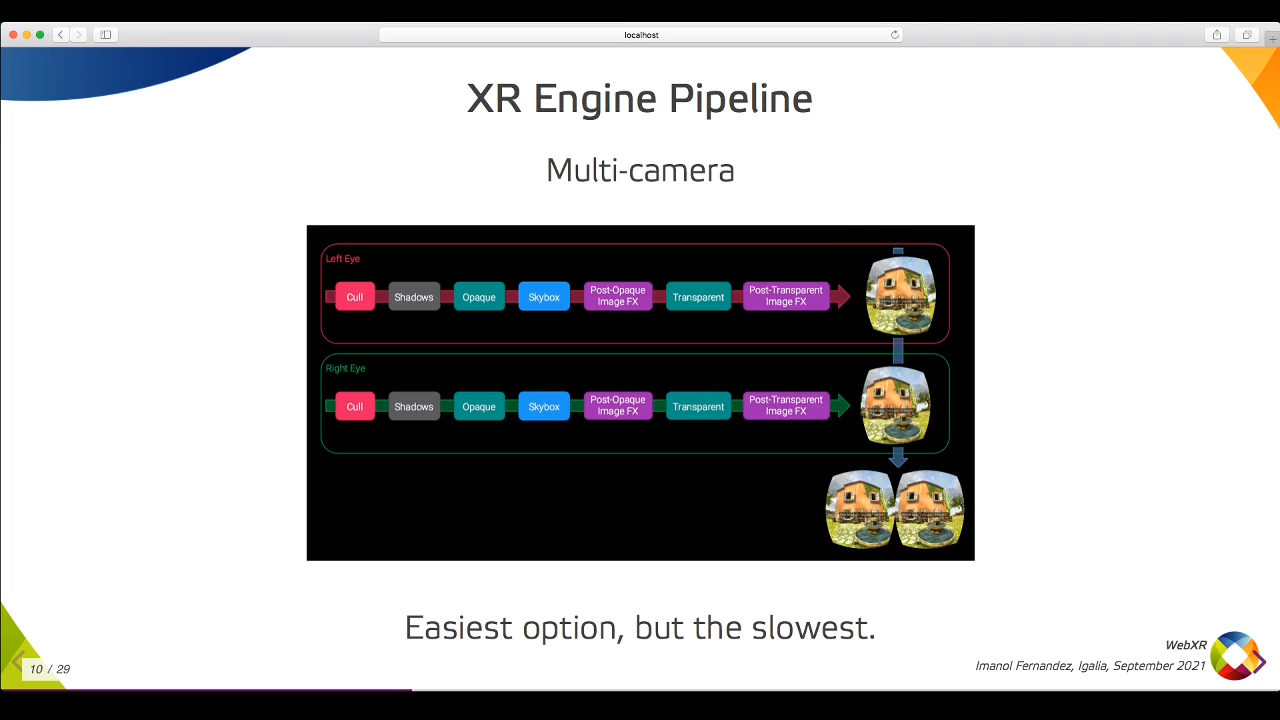 localhost
XR Engine Pipeline
Multi-camera
Left Eye
Cull
Shadows
Opaque
Skybox
Post-Opaque
Image FX
Transparent
Post-Transparent
Image FX
Right Eye
Cull
Shadows
Opaque
Skybox
Post-Opaque
Image FX
Transparent
Post-Transparent
Image FX
Easiest option, but the slowest.
WebXR
Imanol Fernandez, Igalia, September 2021
10 / 29